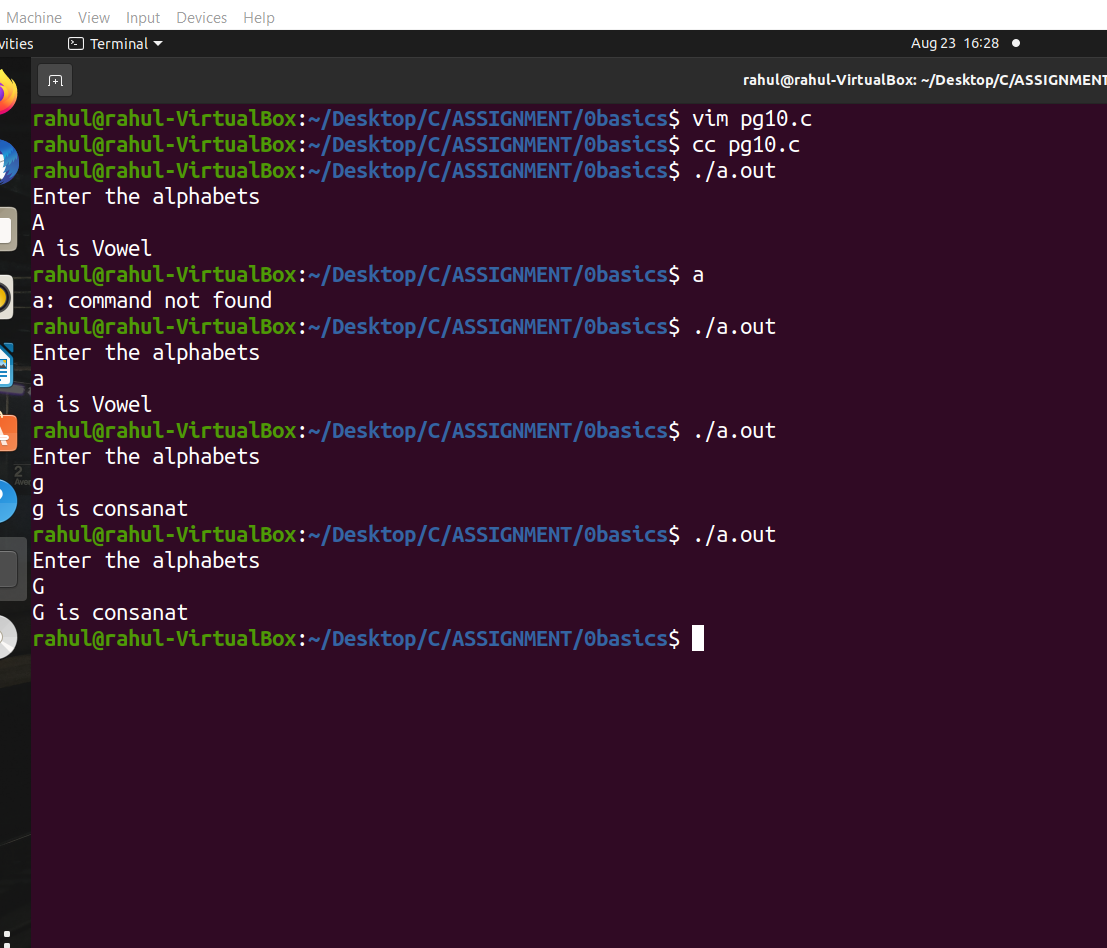 Machine View Input Devices Help
vities Terminal Aug 23 16:28
rahul@rahul-VirtualBox: ~/Desktop/C/ASSIGNMENT
rahul@rahul-VirtualBox:~/Desktop/C/ASSIGNMENT/0basics$ vim pg10.c
rahul@rahul-VirtualBox:~/Desktop/C/ASSIGNMENT/0basics$ cc pg10.c
rahul@rahul-VirtualBox:~/Desktop/C/ASSIGNMENT/0basics$ ./a.out
Enter the alphabets
A
A is Vowel
rahul@rahul-VirtualBox:~/Desktop/C/ASSIGNMENT/0basics$ a
a: command not found
rahul@rahul-VirtualBox:~/Desktop/C/ASSIGNMENT/0basics$ ./a.out
Enter the alphabets
a
a is Vowel
rahul@rahul-VirtualBox:~/Desktop/C/ASSIGNMENT/0basics$ ./a.out
Enter the alphabets
g
g is consanat
rahul@rahul-VirtualBox:~/Desktop/C/ASSIGNMENT/0basics$ ./a.out
Enter the alphabets
G
G is consanat
rahul@rahul-VirtualBox:~/Desktop/C/ASSIGNMENT/0basics$